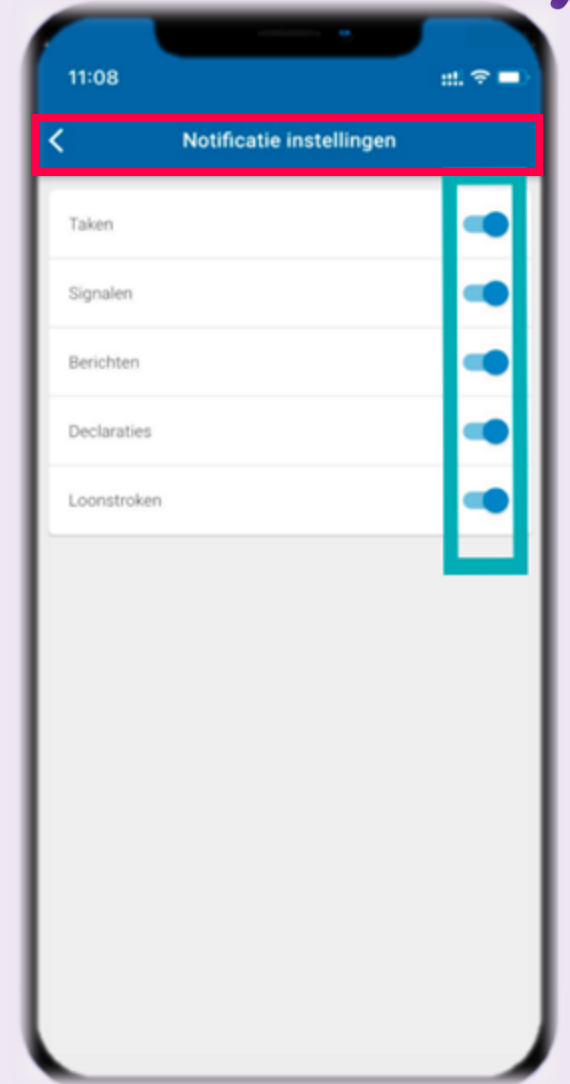 11:08
Notificatie instellingen
Taken
Signalen
Berichten
Declaraties
Loonstroken